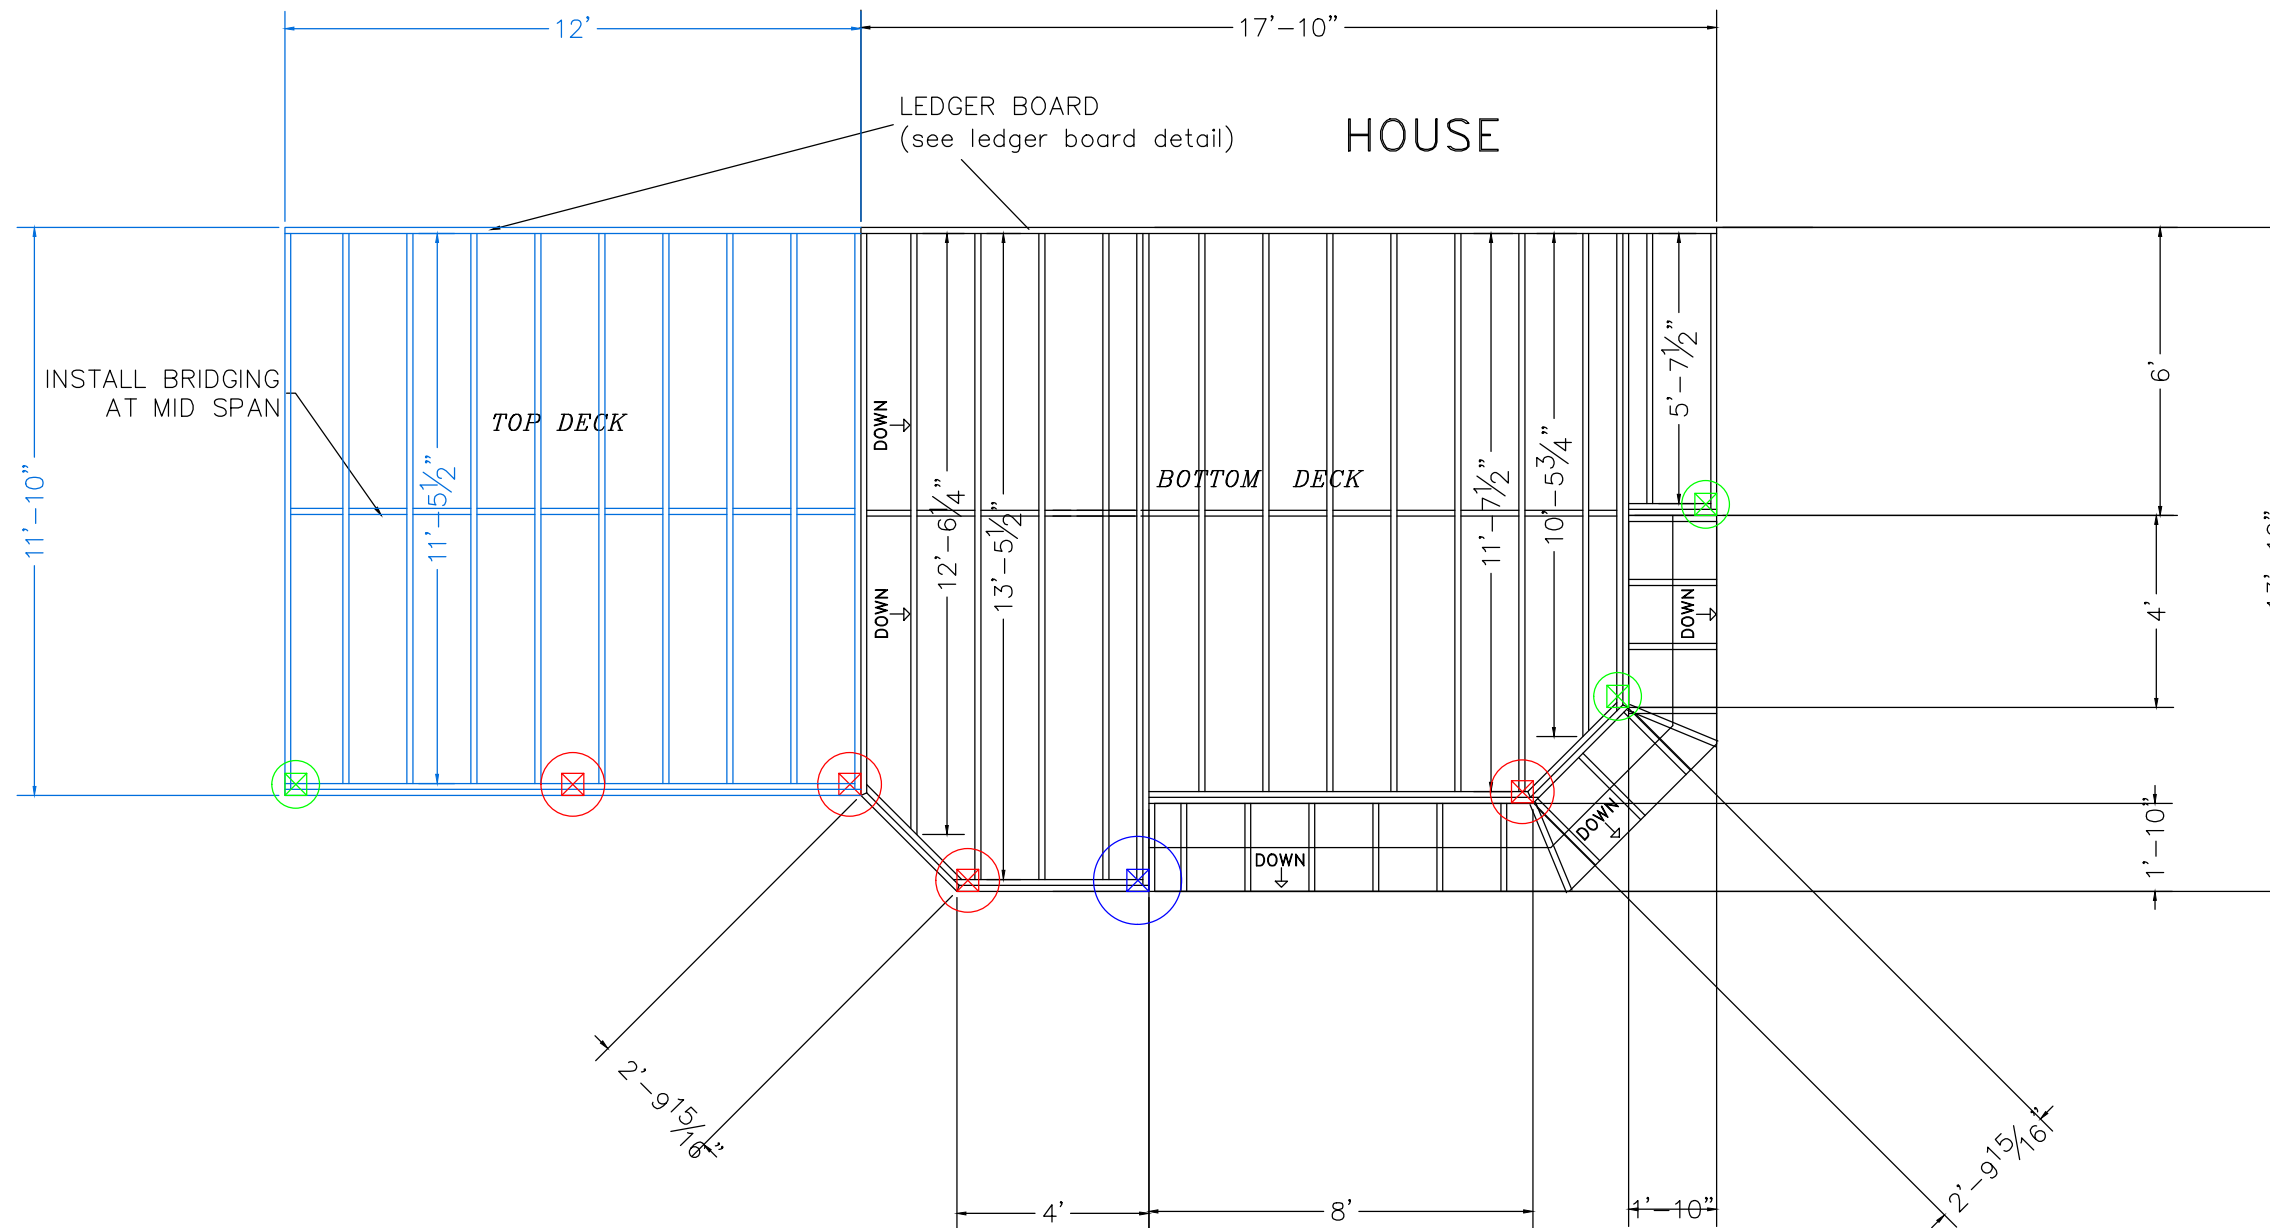 12'
17'-10"
LEDGER BOARD
(see ledger board detail)
HOUSE
INSTALL BRIDGING
AT MID SPAN
TOP DECK
BOTTOM DECK
11'-10"
11'-5½"
DOWN
DOWN
12'-6¼"
13'-5½"
11'-7½"
10'-5¾"
5'-7½"
6'
4'
DOWN
1'-10"
DOWN
DOWN
2'-9 15/16"
2'-9 15/16"
4'
8'
1'-10"